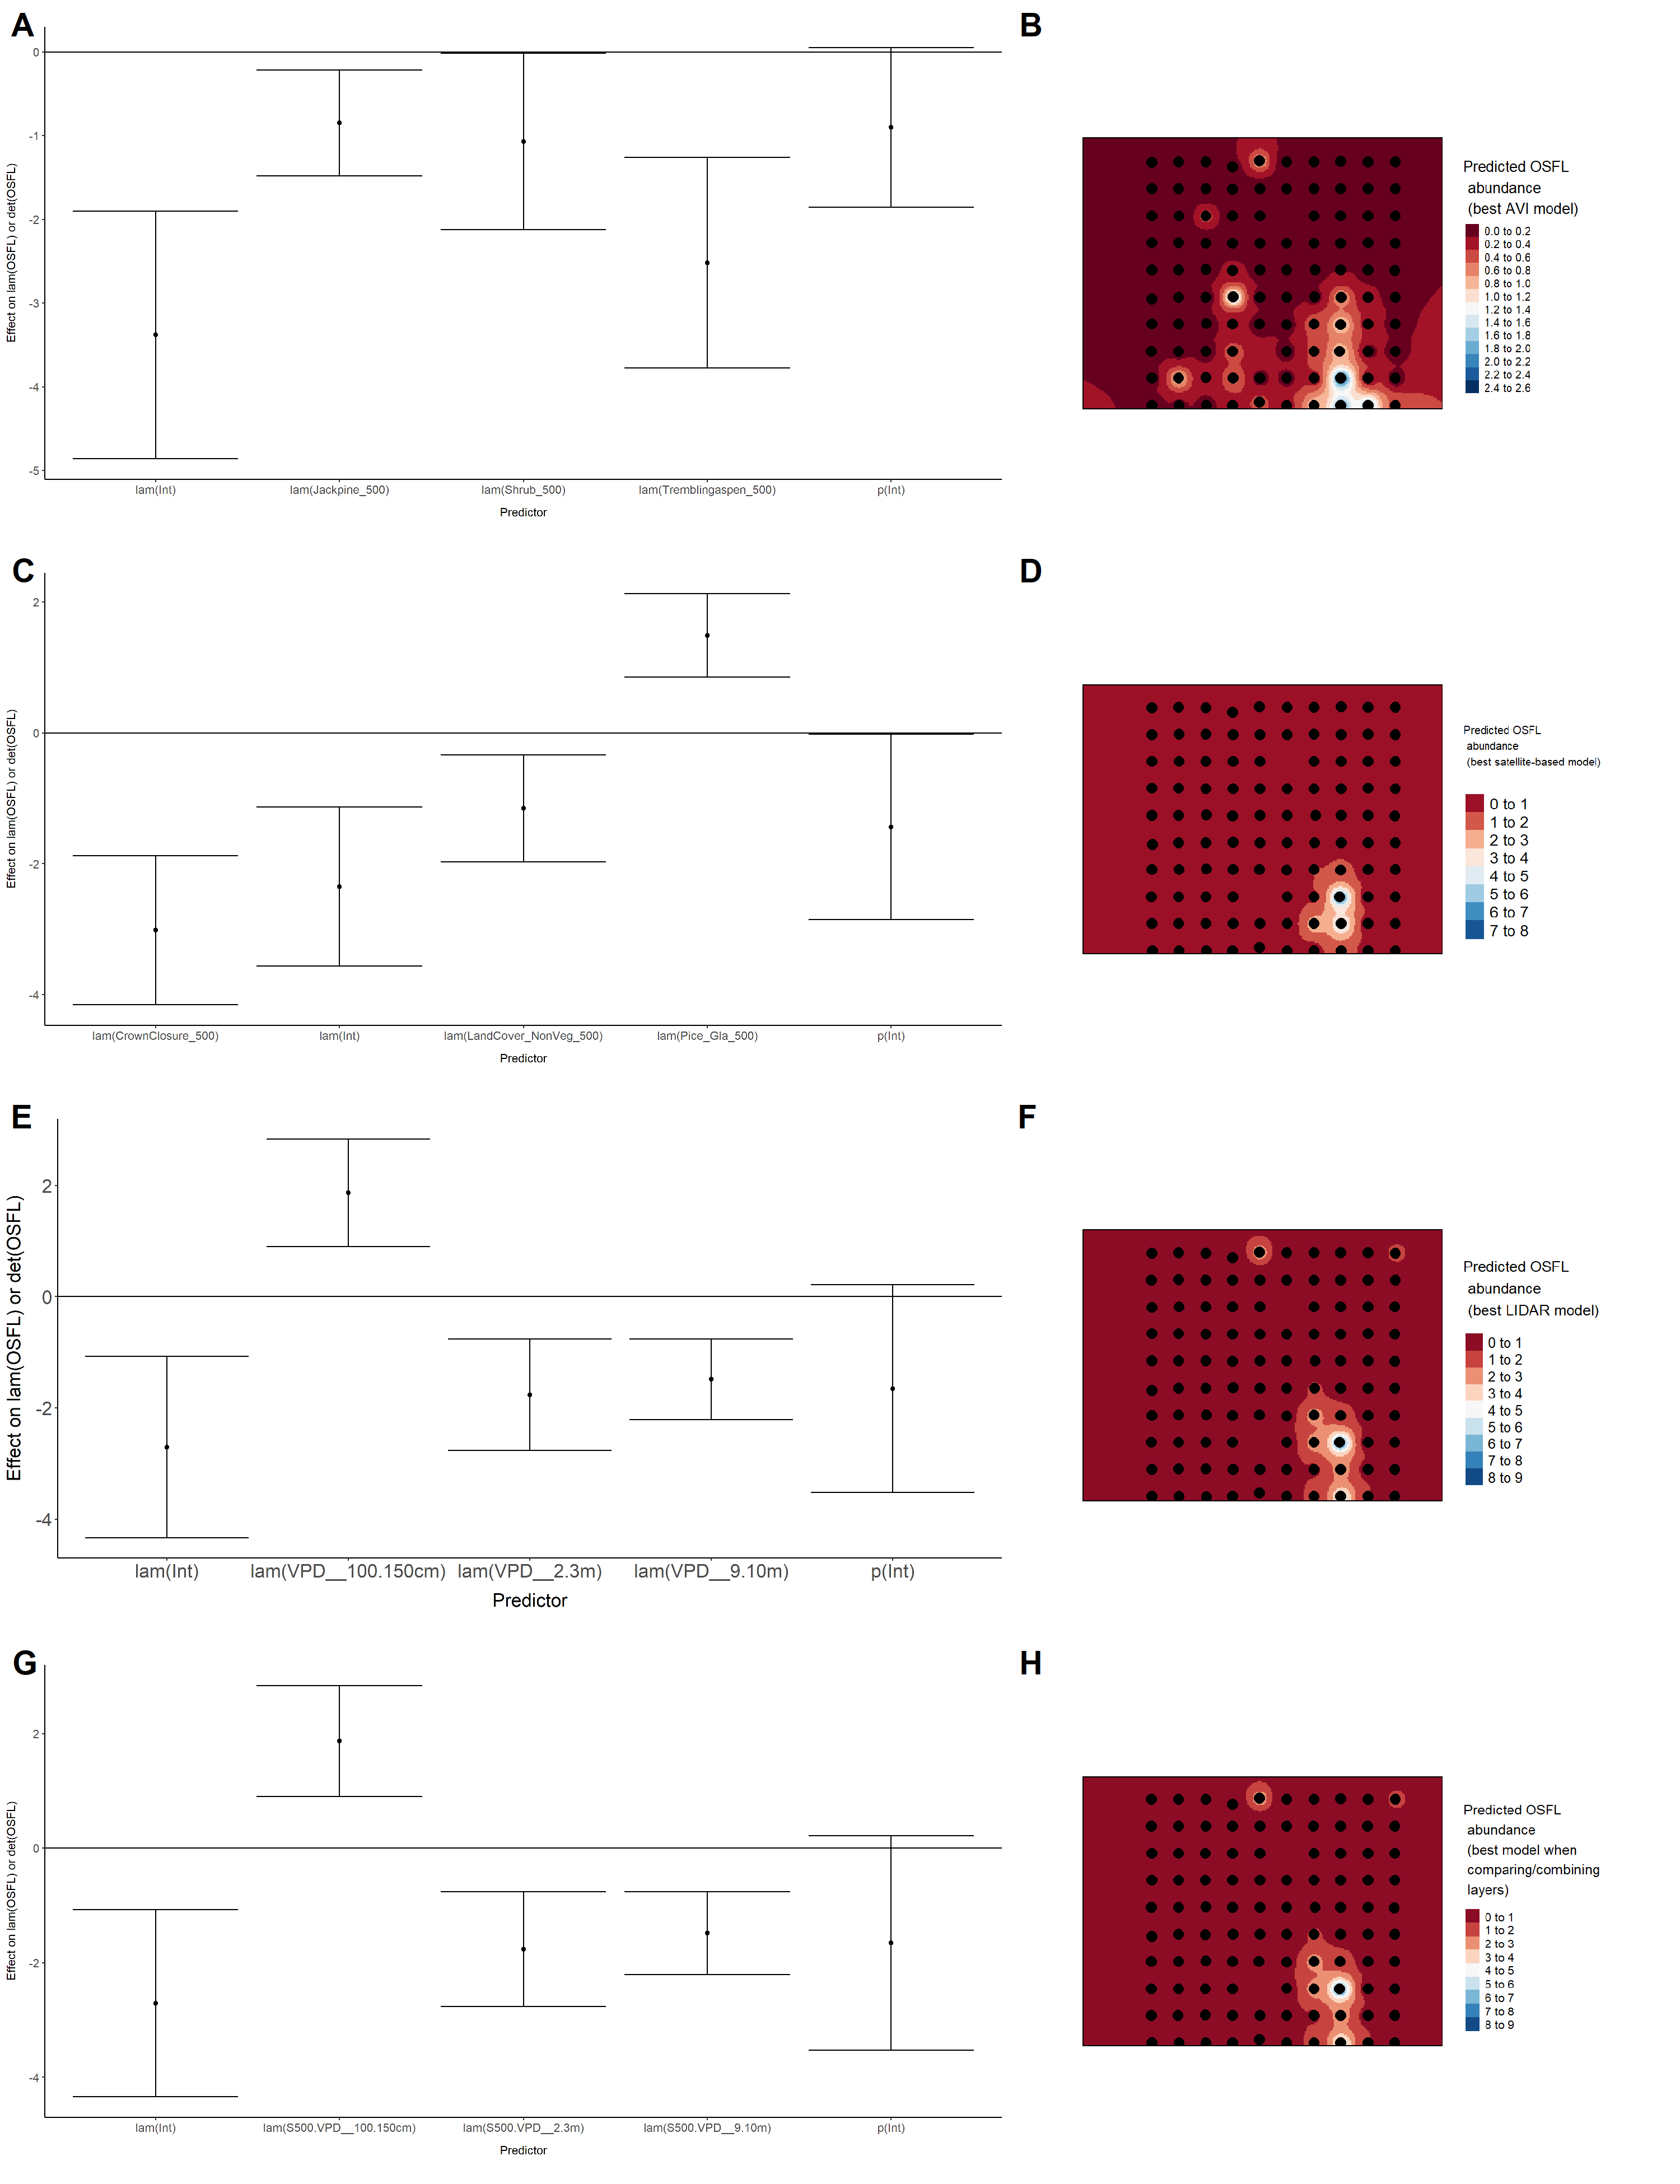 A
B
0
-1
-2
-3
-4
-5
Effect on lam(OSFL) or det(OSFL)
lam(Int)
lam(Jackpine_500)
lam(Shrub_500)
lam(Tremblingaspen_500)
p(Int)
Predictor
Predicted OSFL
abundance
(best AVI model)
0.0 to 0.2
0.2 to 0.4
0.4 to 0.6
0.6 to 0.8
0.8 to 1.0
1.0 to 1.2
1.2 to 1.4
1.4 to 1.6
1.6 to 1.8
1.8 to 2.0
2.0 to 2.2
2.2 to 2.4
2.4 to 2.6
C
D
2
0
-2
-4
Effect on lam(OSFL) or det(OSFL)
lam(CrownClosure_500)
lam(Int)
lam(LandCover_NonVeg_500)
lam(Pice_Gla_500)
p(Int)
Predictor
Predicted OSFL
abundance
(best satellite-based model)
0 to 1
1 to 2
2 to 3
3 to 4
4 to 5
5 to 6
6 to 7
7 to 8
E
F
2
0
-2
-4
Effect on lam(OSFL) or det(OSFL)
lam(Int)
lam(VPD__100.150cm)
lam(VPD__2.3m)
lam(VPD__9.10m)
p(Int)
Predictor
Predicted OSFL
abundance
(best LIDAR model)
0 to 1
1 to 2
2 to 3
3 to 4
4 to 5
5 to 6
6 to 7
7 to 8
8 to 9
G
H
2
0
-2
-4
Effect on lam(OSFL) or det(OSFL)
lam(Int)
lam(S500.VPD__100.150cm)
lam(S500.VPD__2.3m)
lam(S500.VPD__9.10m)
p(Int)
Predictor
Predicted OSFL
abundance
(best model when
comparing/combining
layers)
0 to 1
1 to 2
2 to 3
3 to 4
4 to 5
5 to 6
6 to 7
7 to 8
8 to 9